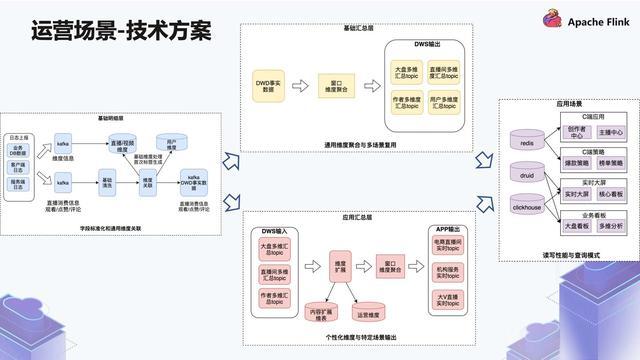 运营场景-技术方案
Apache Flink
基础明细层
日志上报
业务
DB数据
客户端
日志
服务端
日志
kafka
维度信息
kafka
直播消费信息
观看/点赞/评论
基础
清洗
直播/视频
维度
基础维度处理
首次标签生成
维度
关联
用户
维度
kafka
DWD事实数
据
直播消费信息
观看/点赞/评论
字段标准化和通用维度关联
基础汇总层
DWD事实
数据
窗口
维度聚合
DWS输出
大盘多维
汇总topic
直播间多维
度汇总topic
作者多维度
汇总topic
用户多维度
汇总topic
通用维度聚合与多场景复用
应用汇总层
DWS输入
大盘多维汇
总topic
直播间多维
汇总topic
作者多维汇
总topic
维度
扩展
窗口
维度聚合
内容扩展
维表
运营维度
APP输出
电商直播间
实时topic
机构服务
实时topic
大V直播
实时topic
个性化维度与特定场景输出
应用场景
redis
druid
clickhouse
C端应用
创作者
中心
主播中心
C端策略
爆款策略
榜单策略
实时大屏
实时大屏
核心看板
业务看板
大盘看板
多维分析
读写性能与查询模式